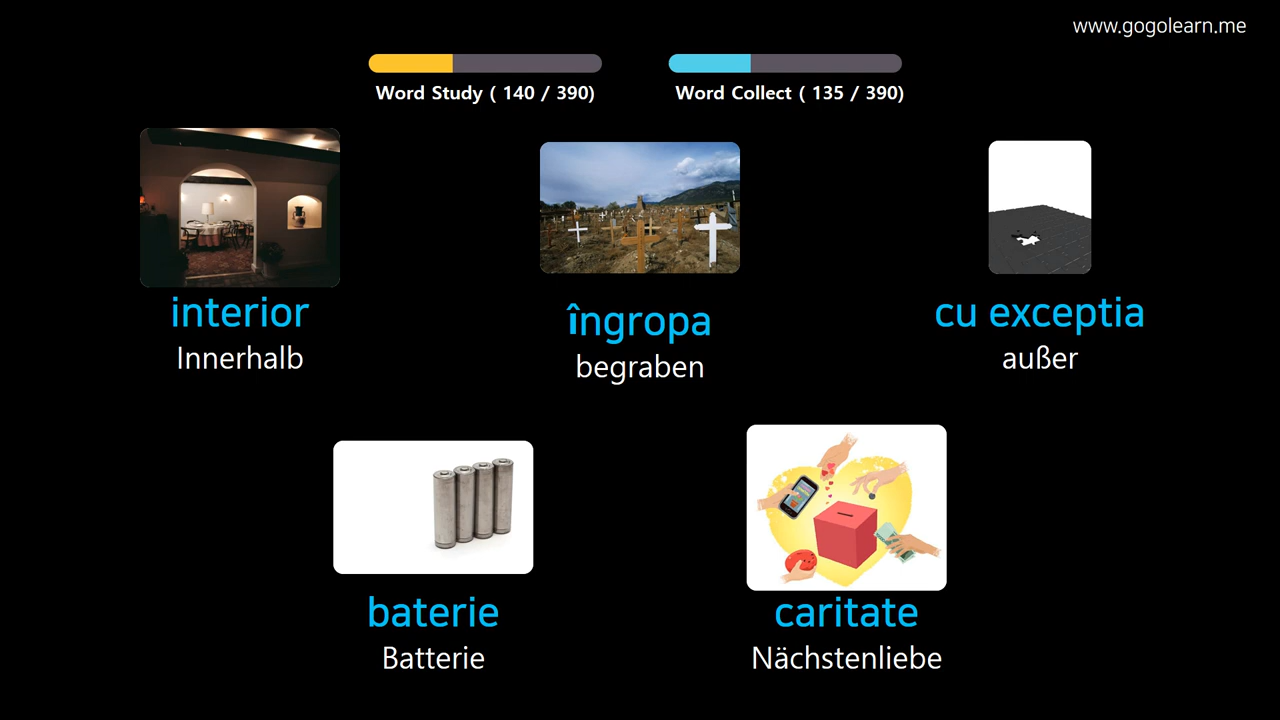 www.gogolearn.me
Word Study ( 140 / 390)
Word Collect ( 135 / 390)
interior
Innerhalb
îngropa
begraben
cu exceptia
außer
baterie
Batterie
caritate
Nächstenliebe